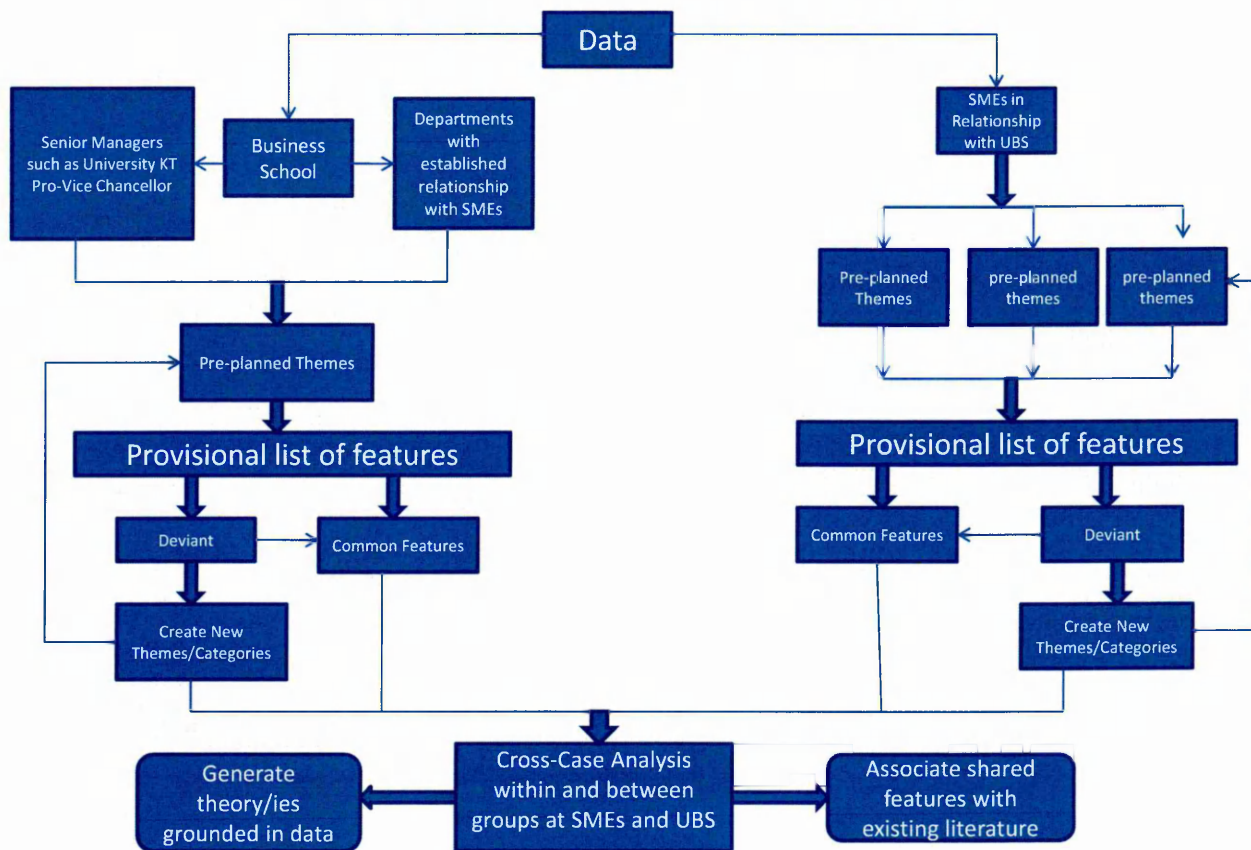 Data
Senior Managers
such as University KT
Pro-Vice Chancellor
Business
School
Departments
with
established
relationship
with SMEs
SMEs in
Relationship
with UBS
Pre-planned
Themes
pre-planned
themes
pre-planned
themes
Pre-planned Themes
Provisional list of features
Provisional list of features
Deviant
Common Features
Common Features
Deviant
Create New
Themes/Categories
Create New
Themes/Categories
Generate
theory/ies
grounded in data
Cross-Case Analysis
within and between
groups at SMEs and UBS
Associate shared
features with
existing literature